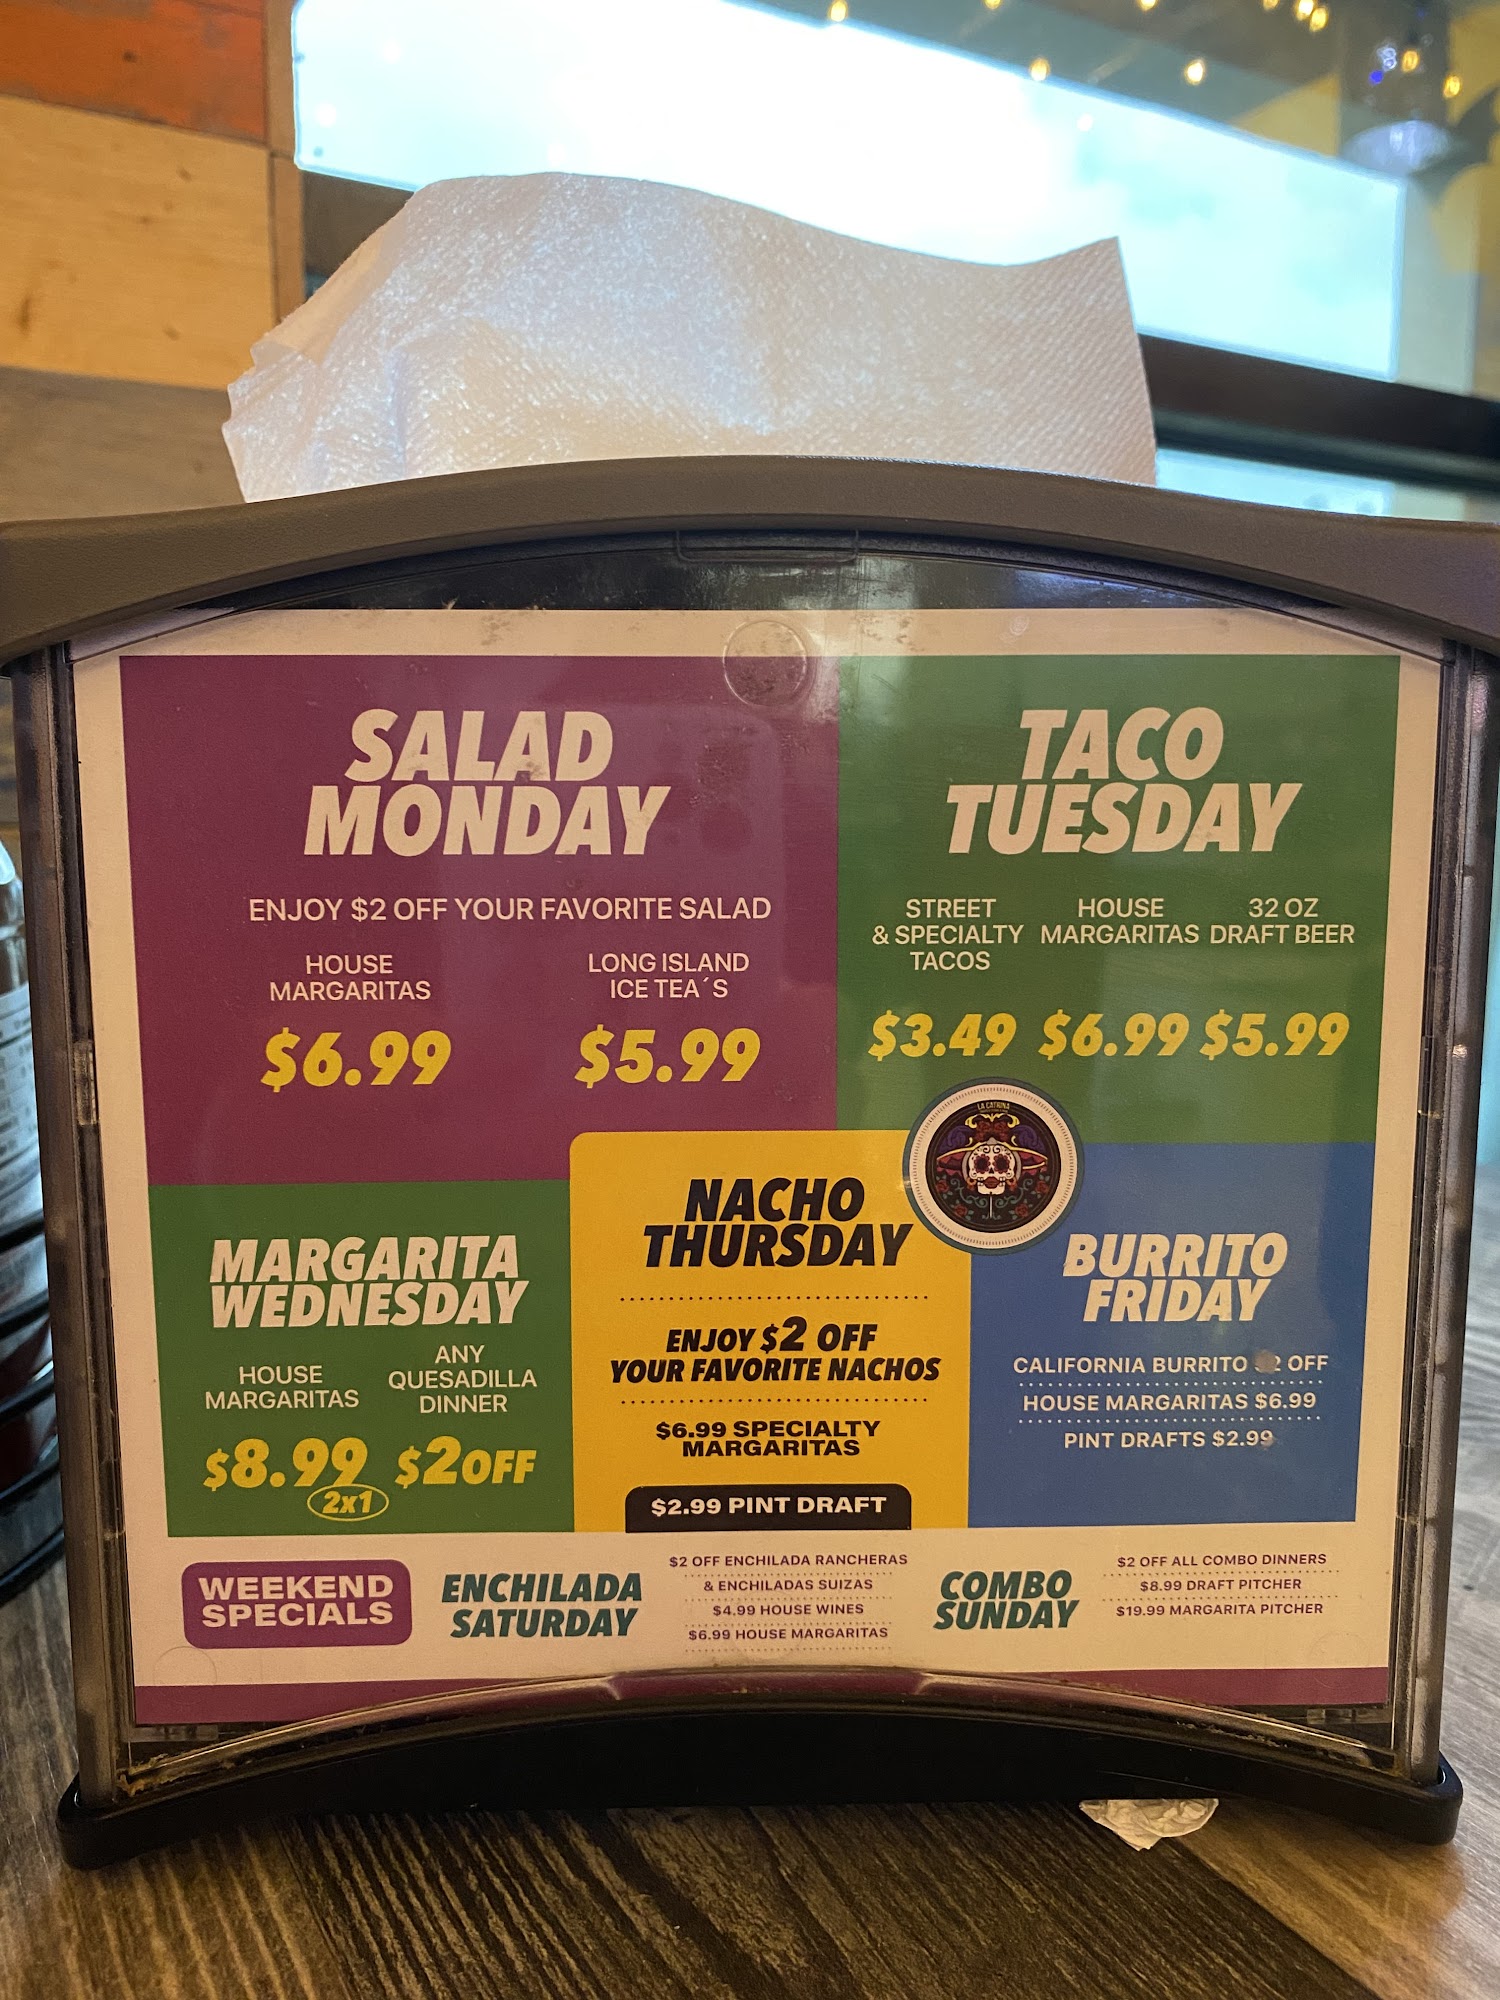 SALAD
MONDAY
ENJOY $2 OFF YOUR FAVORITE SALAD
HOUSE
MARGARITAS
$6.99
LONG ISLAND
ICE TEA´S
$5.99
TACO
TUESDAY
STREET
& SPECIALTY
TACOS
$3.49
HOUSE
MARGARITAS
$6.99
32 OZ
DRAFT BEER
$5.99
LA CATRINA
MARGARITA
WEDNESDAY
HOUSE
MARGARITAS
$8.99
2x1
ANY
QUESADILLA
DINNER
$2OFF
NACHO
THURSDAY
ENJOY $2 OFF
YOUR FAVORITE NACHOS
$6.99 SPECIALTY
MARGARITAS
$2.99 PINT DRAFT
BURRITO
FRIDAY
CALIFORNIA BURRITO $2 OFF
HOUSE MARGARITAS $6.99
PINT DRAFTS $2.99
WEEKEND
SPECIALS
ENCHILADA
SATURDAY
$2 OFF ENCHILADA RANCHERAS
& ENCHILADAS SUIZAS
$4.99 HOUSE WINES
$6.99 HOUSE MARGARITAS
COMBO
SUNDAY
$2 OFF ALL COMBO DINNERS
$8.99 DRAFT PITCHER
$19.99 MARGARITA PITCHER